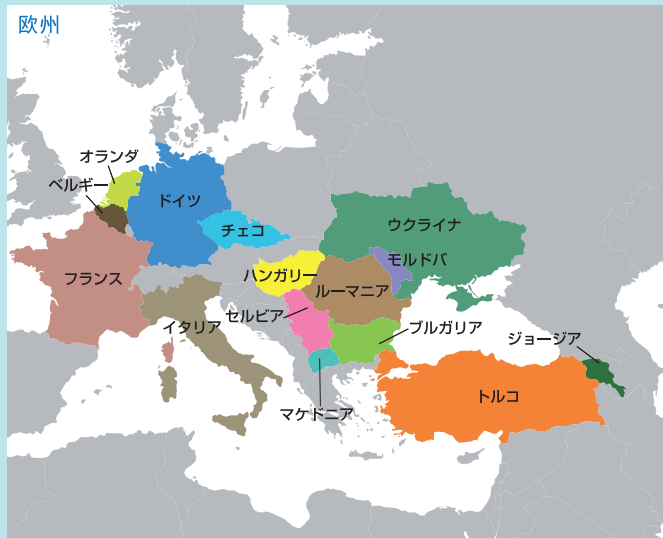 欧州
オランダ
ベルギー
ドイツ
チェコ
ウクライナ
モルドバ
フランス
ハンガリー
ルーマニア
セルビア
イタリア
ブルガリア
ジョージア
トルコ
マケドニア